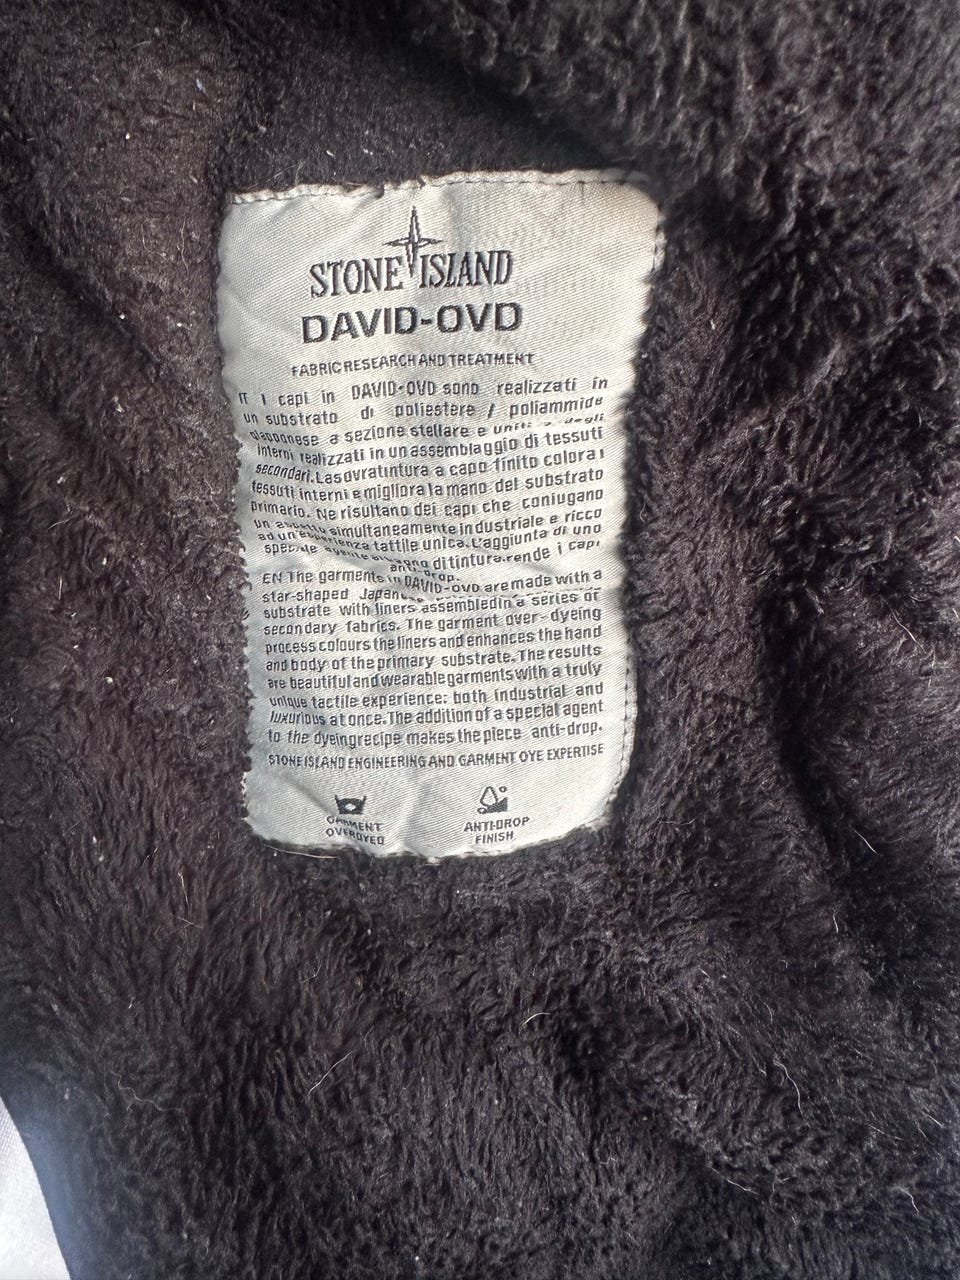 STONE ISLAND
DAVID-OVD
FABRIC RESEARCH AND TREATMENT
IT I capi in DAVID-OVD sono realizzati in
un substrato di poliestere / poliammide
giapponese a sezione stellare e uniti a degli
interni realizzati in un assemblaggio di tessuti
secondari. La sovratintura a capo finito colora i
tessuti interni e migliora la mano del substrato
primario. Ne risultano dei capi che coniugano
un aspetto simultaneamente industriale e ricco
ad un'esperienza tattile unica. L'aggiunta di uno
speciale agente di tintura.rende i capi
anti-drop.
EN The garments in DAVID-OVD are made with a
star-shaped Japanese
substrate with liners assembled in a series of
secondary fabrics. The garment over-dyeing
process colours the liners and enhances the hand
and body of the primary substrate. The results
are beautiful and wearable garments with a truly
unique tactile experience: both industrial and
luxurious at once. The addition of a special agent
to the dyeing recipe makes the piece anti-drop.
STONE ISLAND ENGINEERING AND GARMENT DYE EXPERTISE
GARMENT
OVERDYED
ANTI-DROP
FINISH